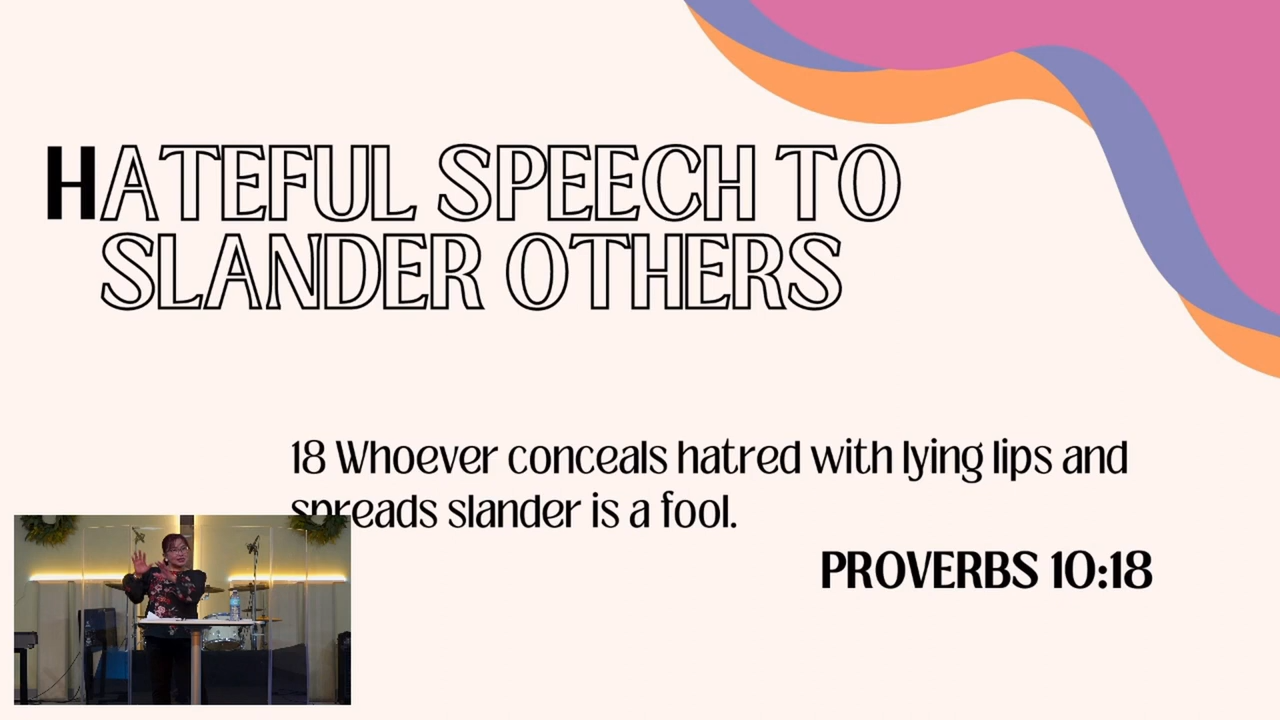 HATEFUL SPEECH TO
SLANDER OTHERS
18 Whoever conceals hatred with lying lips and
spreads slander is a fool.
PROVERBS 10:18